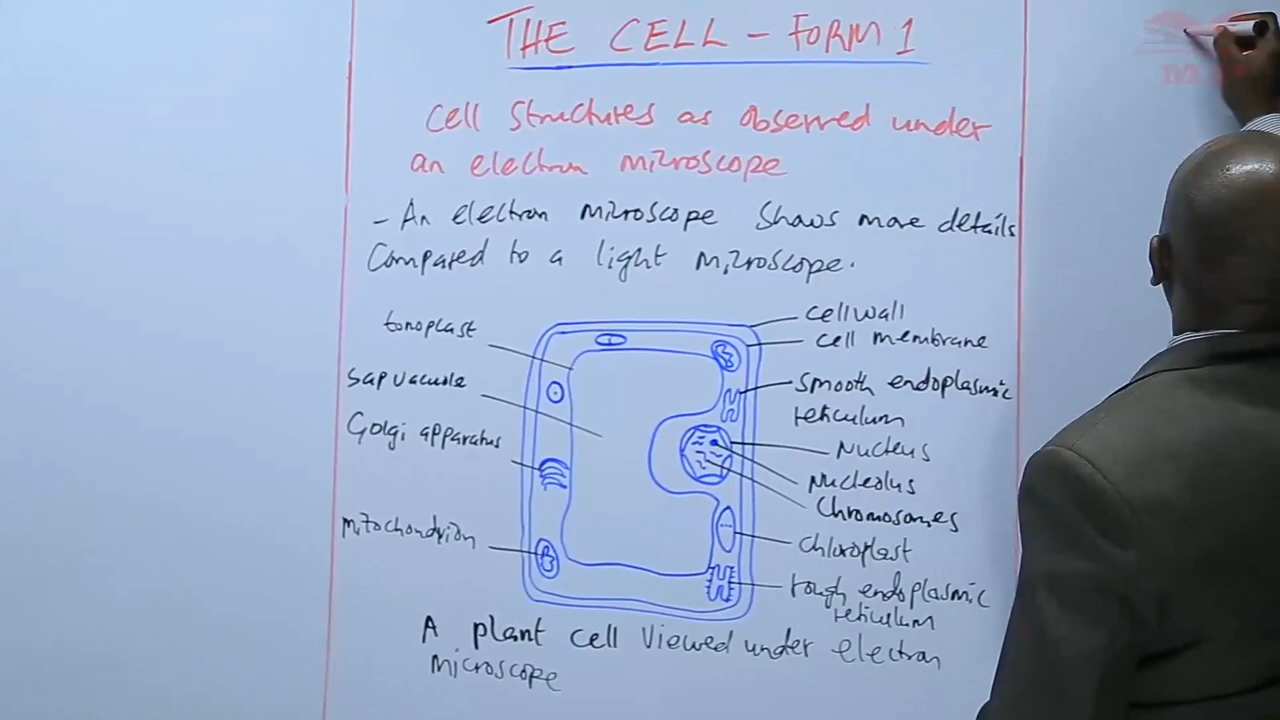 THE CELL - FORM 1
Cell structures as observed under
an electron microscope
- An electron microscope shows more details
Compared to a light microscope.
tonoplast
sap vacuole
Golgi apparatus
mitochondrion
cell wall
cell membrane
smooth endoplasmic
reticulum
Nucleus
Nucleolus
Chromosomes
Chloroplast
rough endoplasmic
reticulum
A plant cell viewed under electron
microscope